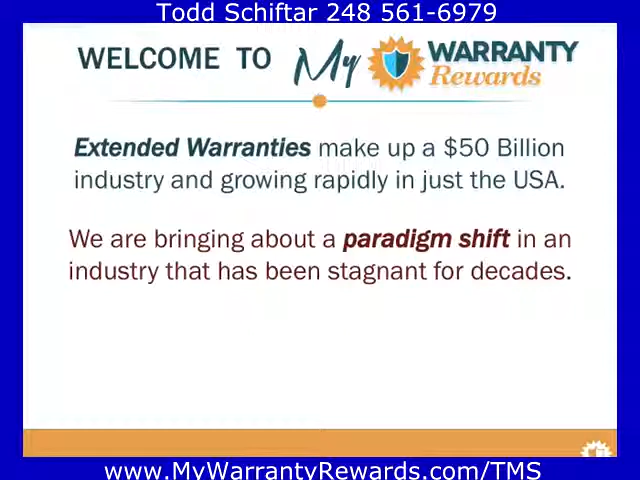 Todd Schiftar 248 561-6979
WELCOME TO My WARRANTY Rewards
Extended Warranties make up a $50 Billion
industry and growing rapidly in just the USA.
We are bringing about a paradigm shift in an
industry that has been stagnant for decades.
www.MyWarrantyRewards.com/TMS